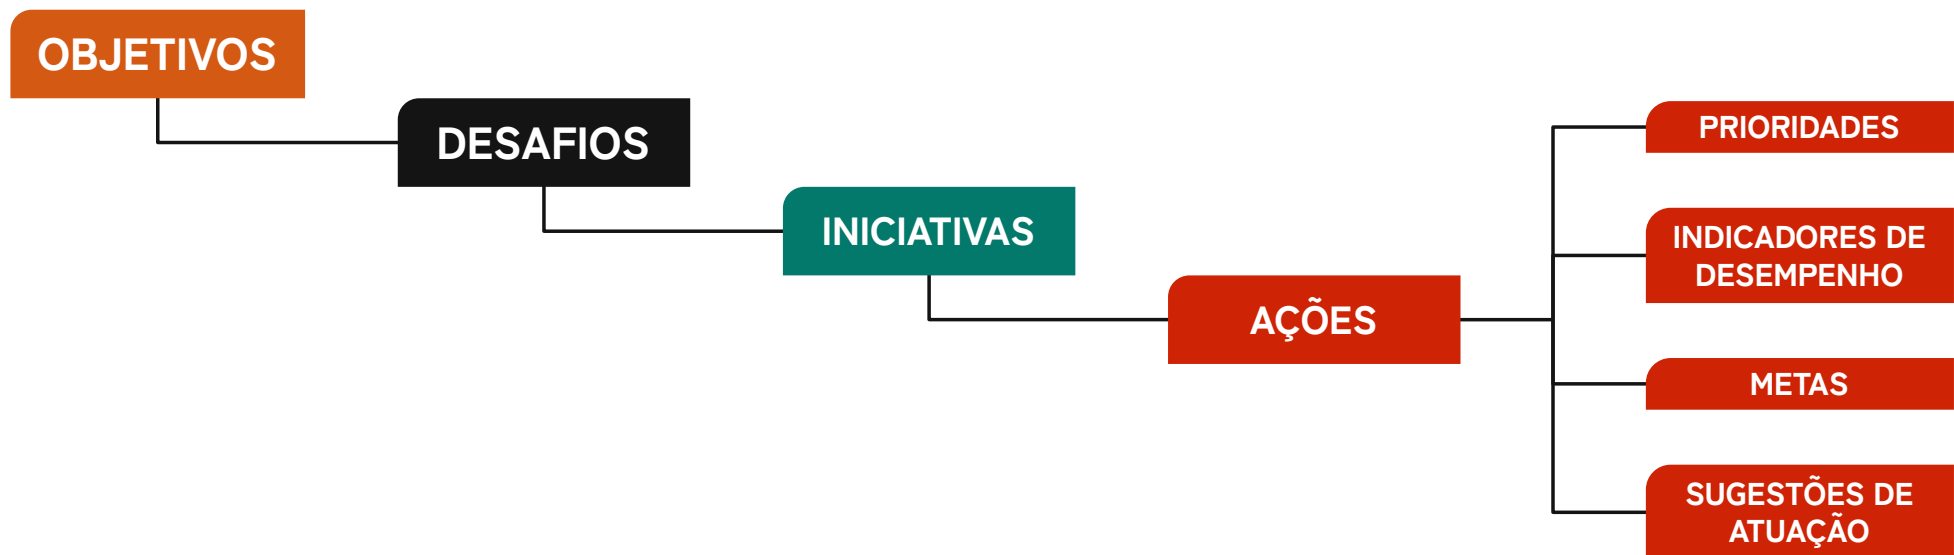 OBJETIVOS
DESAFIOS
INICIATIVAS
AÇÕES
PRIORIDADES
INDICADORES DE
DESEMPENHO
METAS
SUGESTÕES DE
ATUAÇÃO